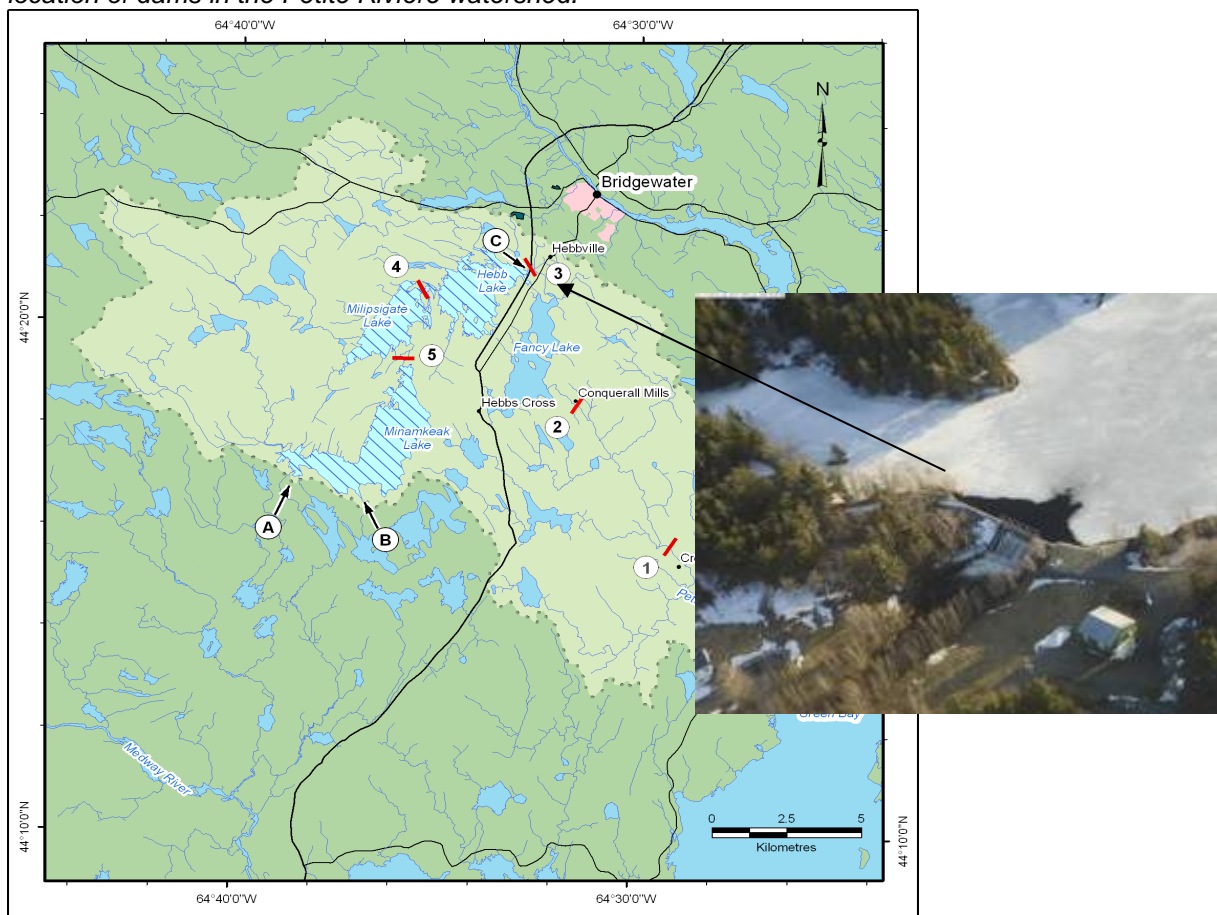 location of dams in the Petite Rivière watershed.
64°40'0"W
64°30'0"W
N
Bridgewater
C
Hebbville
4
3
Hebb
Lake
44°20'0"N
Milipsigate
Lake
Fancy Lake
5
Conquerall Mills
Hebbs Cross
2
Minamkeak
Lake
A
B
1
Green Bay
Medway River
0
2.5
5
Kilometres
44°10'0"N
44°10'0"N
64°40'0"W
64°30'0"W